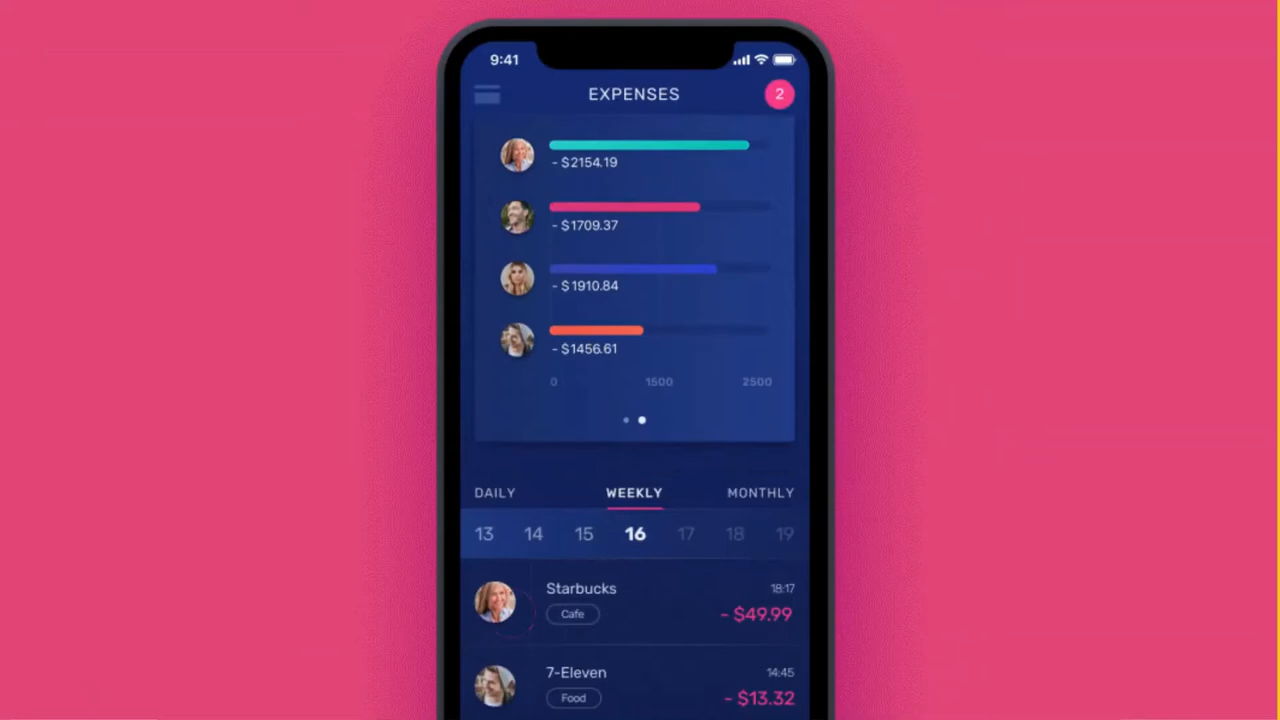 9:41
EXPENSES
2
- $2154.19
- $1709.37
- $1910.84
- $1456.61
0 1500 2500
DAILY WEEKLY MONTHLY
13 14 15 16 17 18 19
Starbucks 18:17
Cafe - $49.99
7-Eleven 14:45
Food - $13.32